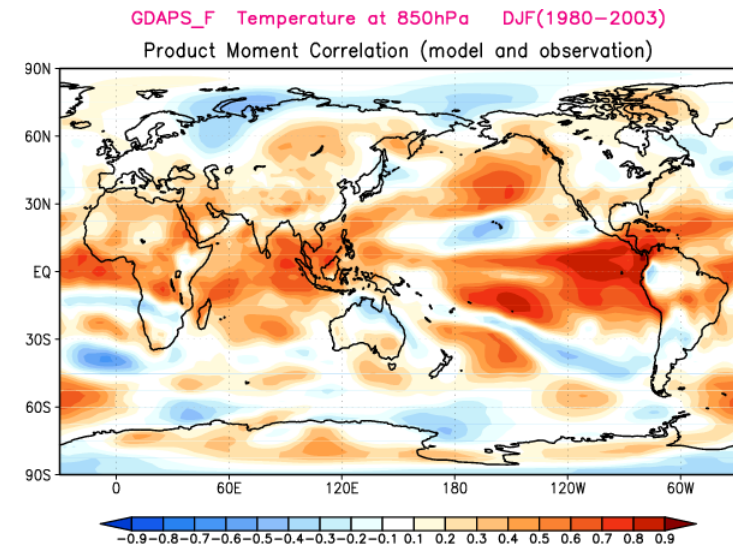 GDAPS_F Temperature at 850hPa DJF(1980-2003)
Product Moment Correlation (model and observation)
90N
60N
30N
EQ
30S
60S
90S
0 60E 120E 180 120W 60W
-0.9 -0.8 -0.7 -0.6 -0.5 -0.4 -0.3 -0.2 -0.1 0.1 0.2 0.3 0.4 0.5 0.6 0.7 0.8 0.9